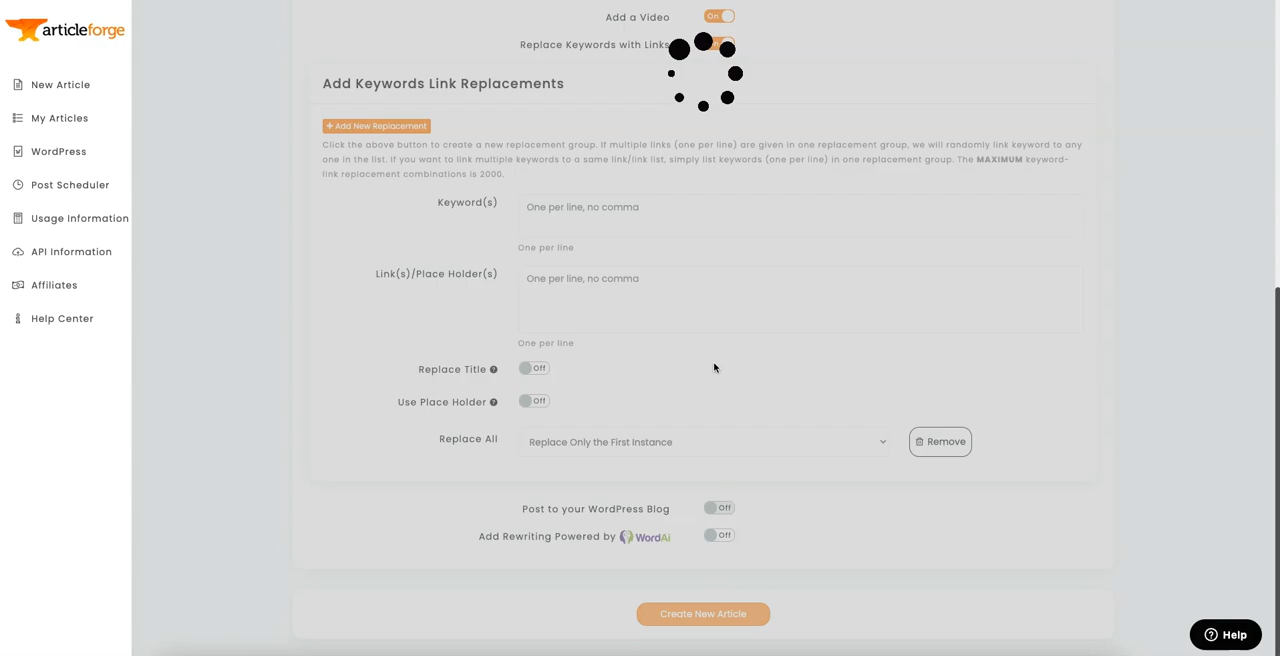 articleforge
New Article
My Articles
WordPress
Post Scheduler
Usage Information
API Information
Affiliates
Help Center
Add a Video
On
Replace Keywords with Links
Add Keywords Link Replacements
+ Add New Replacement
Click the above button to create a new replacement group. If multiple links (one per line) are given in one replacement group, we will randomly link keyword to any
one in the list. If you want to link multiple keywords to a same link/link list, simply list keywords (one per line) in one replacement group. The MAXIMUM keyword-
link replacement combinations is 2000.
Keyword(s)
One per line, no comma
One per line
Link(s)/Place Holder(s)
One per line, no comma
One per line
Replace Title
Off
Use Place Holder
Off
Replace All
Replace Only the First Instance
Remove
Post to your WordPress Blog
Off
Add Rewriting Powered by WordAi
Off
Create New Article
Help